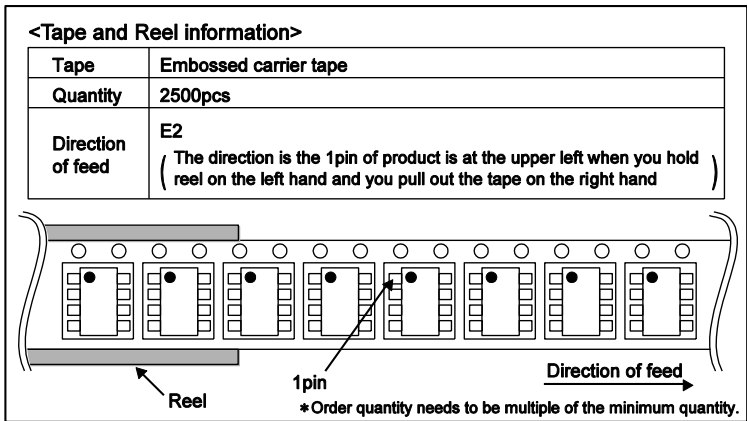 <Tape and Reel information>
Tape Embossed carrier tape
Quantity 2500pcs
Direction of feed E2
( The direction is the 1pin of product is at the upper left when you hold
reel on the left hand and you pull out the tape on the right hand )
Direction of feed
1pin
Reel
*Order quantity needs to be multiple of the minimum quantity.